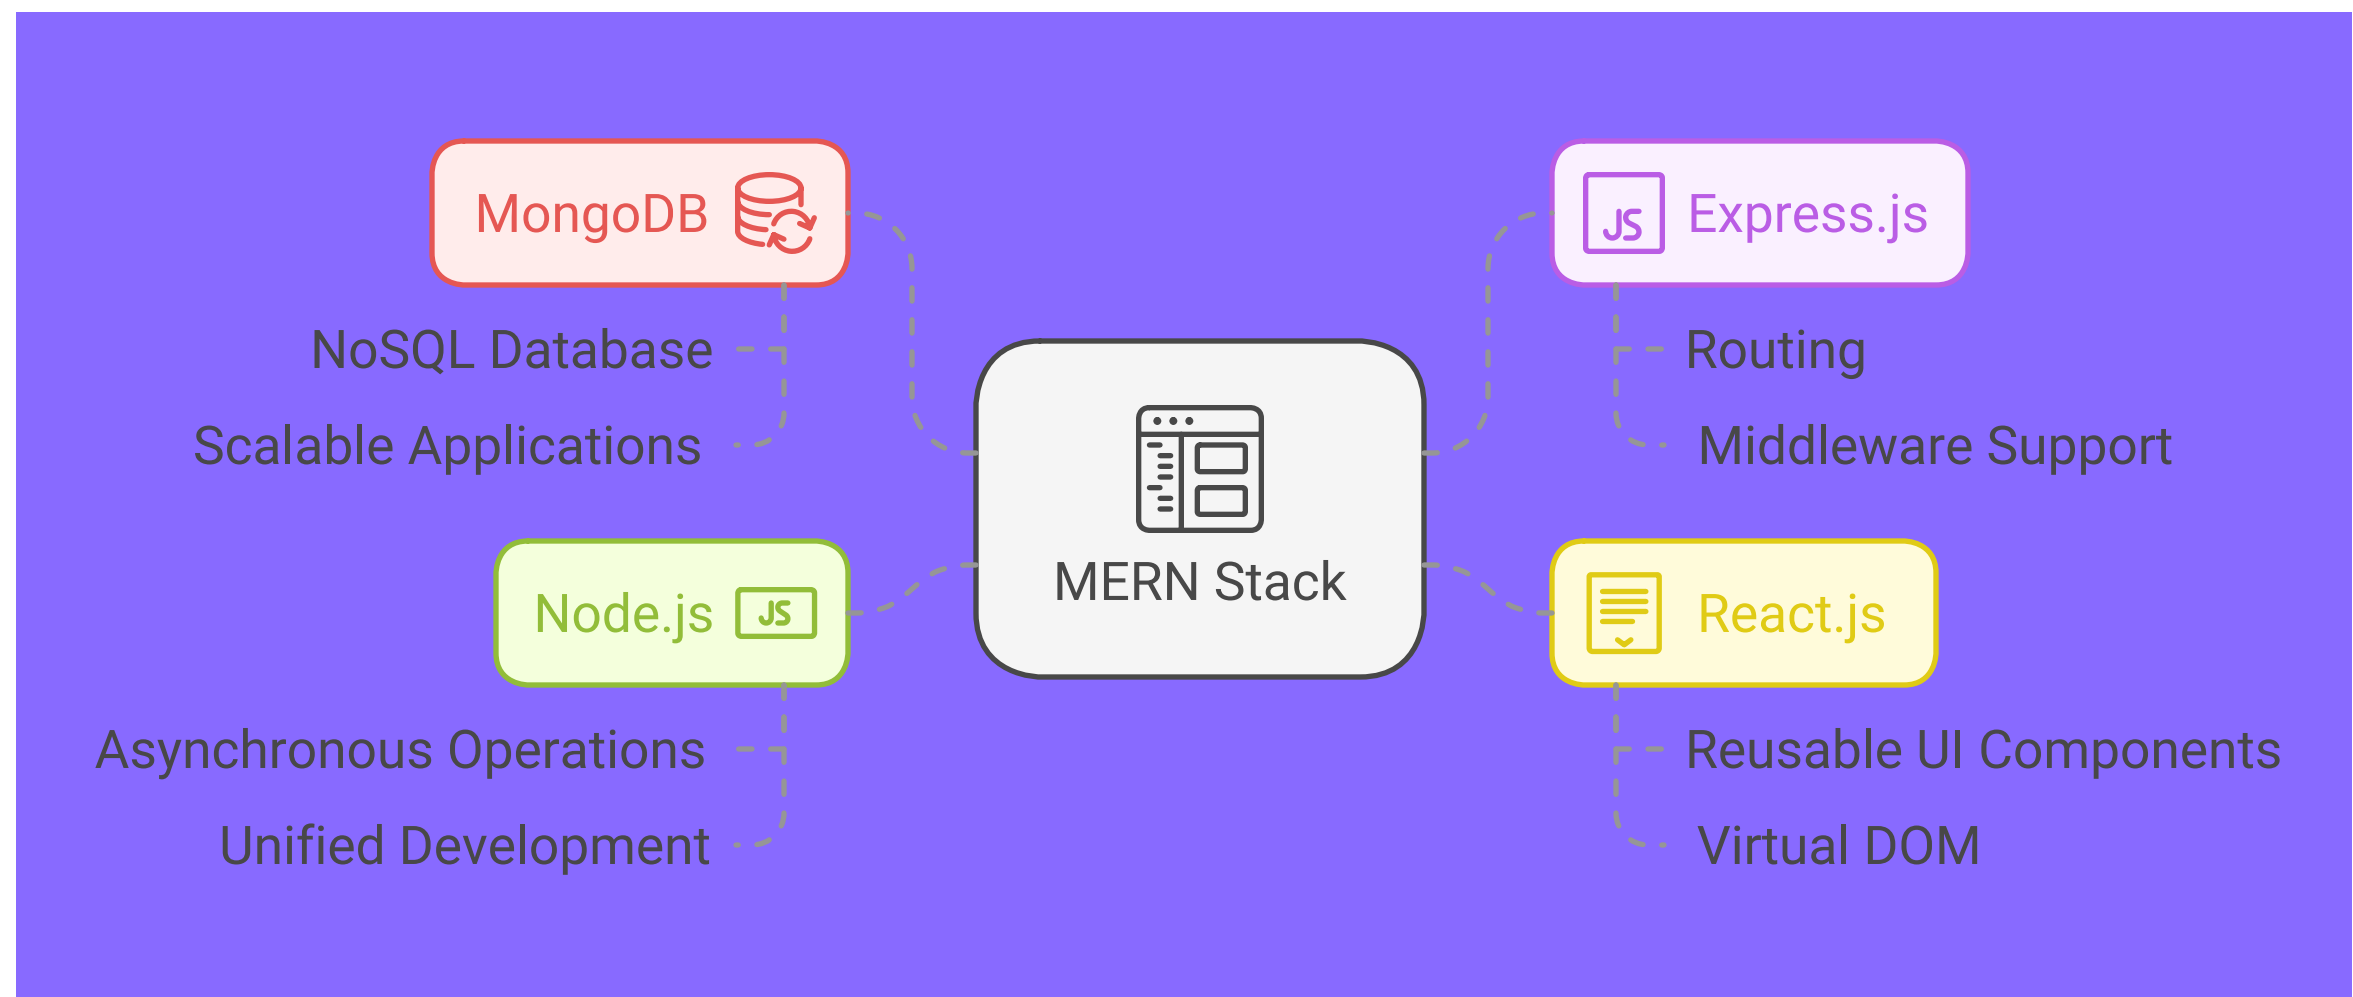 MongoDB
NoSQL Database
Scalable Applications
Node.js
JS
Asynchronous Operations
Unified Development
MERN Stack
JS
Express.js
Routing
Middleware Support
React.js
Reusable UI Components
Virtual DOM